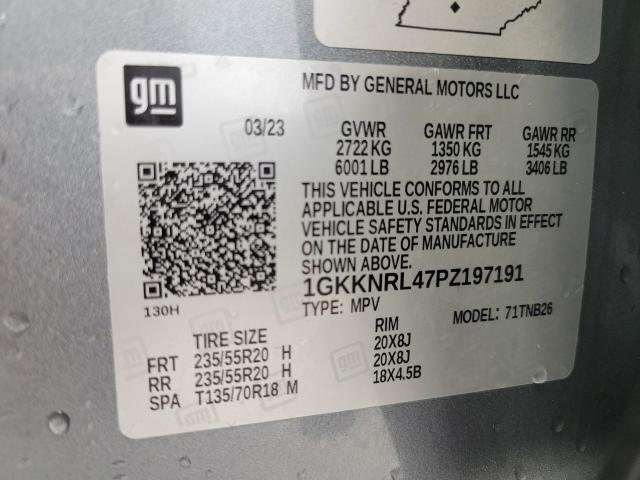 gm
MFD BY GENERAL MOTORS LLC
03/23
GVWR GAWR FRT GAWR RR
2722 KG 1350 KG 1545 KG
6001 LB 2976 LB 3406 LB
THIS VEHICLE CONFORMS TO ALL
APPLICABLE U.S. FEDERAL MOTOR
VEHICLE SAFETY STANDARDS IN EFFECT
ON THE DATE OF MANUFACTURE
SHOWN ABOVE.
1GKKNRL47PZ197191
130H
TYPE: MPV MODEL: 71TNB26
TIRE SIZE RIM
FRT 235/55R20 H 20X8J
RR 235/55R20 H 20X8J
SPA T135/70R18 M 18X4.5B